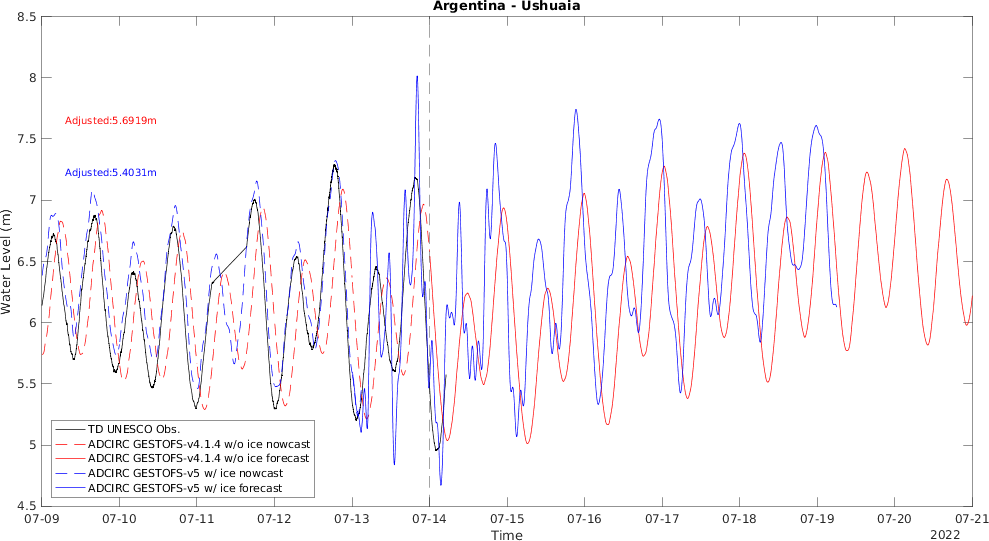 Argentina - Ushuaia
8.5
8
7.5
7
6.5
6
5.5
5
4.5
Water Level (m)
Adjusted:5.6919m
Adjusted:5.4031m
TD UNESCO Obs.
ADCIRC GESTOFS-v4.1.4 w/o ice nowcast
ADCIRC GESTOFS-v4.1.4 w/o ice forecast
ADCIRC GESTOFS-v5 w/ ice nowcast
ADCIRC GESTOFS-v5 w/ ice forecast
07-09 07-10 07-11 07-12 07-13 07-14 07-15 07-16 07-17 07-18 07-19 07-20 07-21
Time
2022